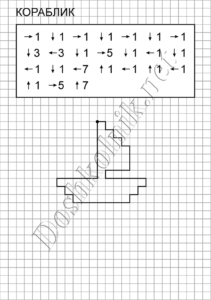 КОРАБЛИК
→1 ↓1 →1 ↓1 →1 ↓1 →1
↓3 ←3 ↓1 →5 ↓1 ←1 ↓1
←1 ↓1 ←7 ↑1 ←1 ↑1 ←1
↑1 →5 ↑7
Doshkolnik.net